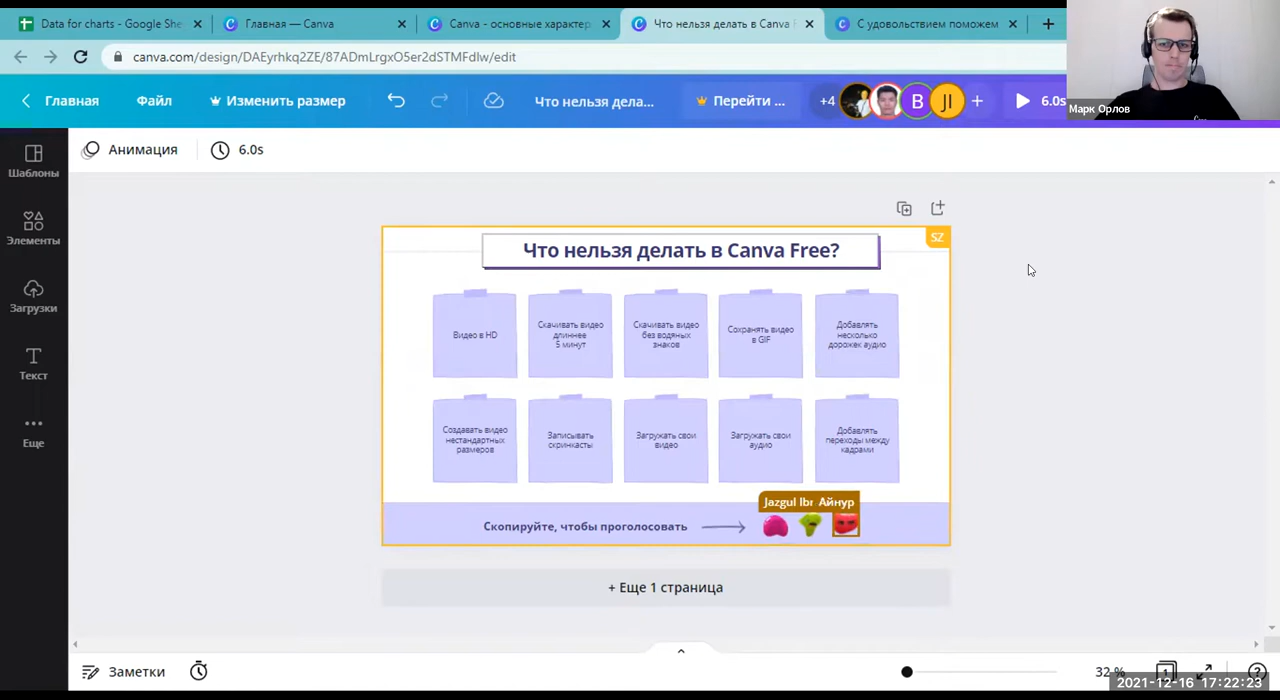 Data for charts - Google She
Главная — Canva
Canva - основные характер
Что нельзя делать в Canva F
С удовольствием поможем
canva.com/design/DAEyrhkq2ZE/87ADmLrgxO5er2dSTMFdlw/edit
Главная
Файл
Изменить размер
Что нельзя дела...
Перейти ...
+4
B
JI
6.0s
Марк Орлов
Шаблоны
Элементы
Загрузки
Текст
Еще
Анимация
6.0s
SZ
Что нельзя делать в Canva Free?
Видео в HD
Скачивать видео
длиннее
5 минут
Скачивать видео
без водяных
знаков
Сохранять видео
в GIF
Добавлять
несколько
дорожек аудио
Создавать видео
нестандартных
размеров
Записывать
скринкасты
Загружать свои
видео
Загружать свои
аудио
Добавлять
переходы между
кадрами
Jazgul Ibr
Айнур
Скопируйте, чтобы проголосовать
+ Еще 1 страница
Заметки
32 %
1
2021-12-16 17:22:23